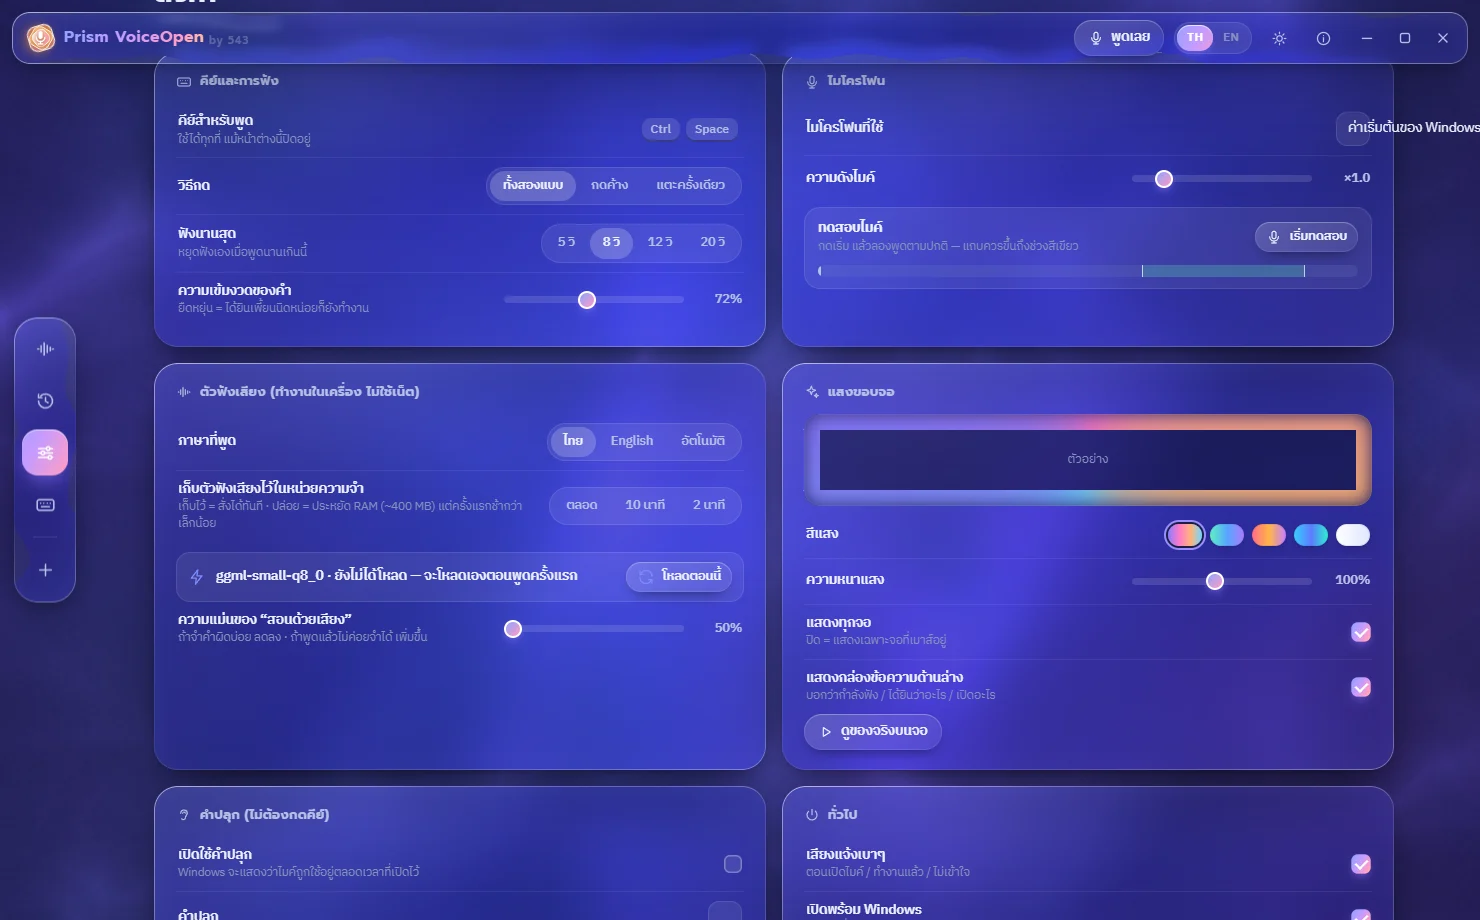 Prism VoiceOpen by 543
พูดเลย
TH EN
คีย์และการฟัง
คีย์สำหรับพูด
Ctrl Space
ใช้ได้ทุกที่ แม้หน้าต่างนี้ปิดอยู่
วิธีกด
ทั้งสองแบบ กดค้าง แตะครั้งเดียว
ฟังนานสุด
5 วิ 8 วิ 12 วิ 20 วิ
หยุดฟังเองเมื่อพูดนานเกินนี้
ความเข้มงวดของคำ
72%
ยืดหยุ่น = ได้ยินเพี้ยนนิดหน่อยก็ยังทำงาน
ไมโครโฟน
ไมโครโฟนที่ใช้
ค่าเริ่มต้นของ Windows
ความดังไมค์
×1.0
ทดสอบไมค์
กดเริ่ม แล้วลองพูดตามปกติ — แถบควรขึ้นถึงช่วงสีเขียว
เริ่มทดสอบ
ตัวฟังเสียง (ทำงานในเครื่อง ไม่ใช้เน็ต)
ภาษาที่พูด
ไทย English อัตโนมัติ
เก็บตัวฟังเสียงไว้ในหน่วยความจำ
เก็บไว้ = สั่งได้ทันที · ปล่อย = ประหยัด RAM (~400 MB) แต่ครั้งแรกช้ากว่า
เล็กน้อย
ตลอด 10 นาที 2 นาที
ggml-small-q8_0 · ยังไม่ได้โหลด — จะโหลดเองตอนพูดครั้งแรก
โหลดตอนนี้
ความแม่นของ “สอนด้วยเสียง”
50%
ถ้าจำคำผิดบ่อย ลดลง · ถ้าพูดแล้วไม่ค่อยจำได้ เพิ่มขึ้น
แสงขอบจอ
ตัวอย่าง
สีแสง
ความหนาแสง
100%
แสดงทุกจอ
ปิด = แสดงเฉพาะจอที่เมาส์อยู่
แสดงกล่องข้อความด้านล่าง
บอกว่ากำลังฟัง / ได้ยินว่าอะไร / เปิดอะไร
ดูของจริงบนจอ
คำปลุก (ไม่ต้องกดคีย์)
เปิดใช้คำปลุก
Windows จะแสดงว่าไมค์ถูกใช้อยู่ตลอดเวลาที่เปิดไว้
คำปลุก
ทั่วไป
เสียงแจ้งเบาๆ
ตอนเปิดไมค์ / ทำงานแล้ว / ไม่เข้าใจ
เปิดพร้อม Windows